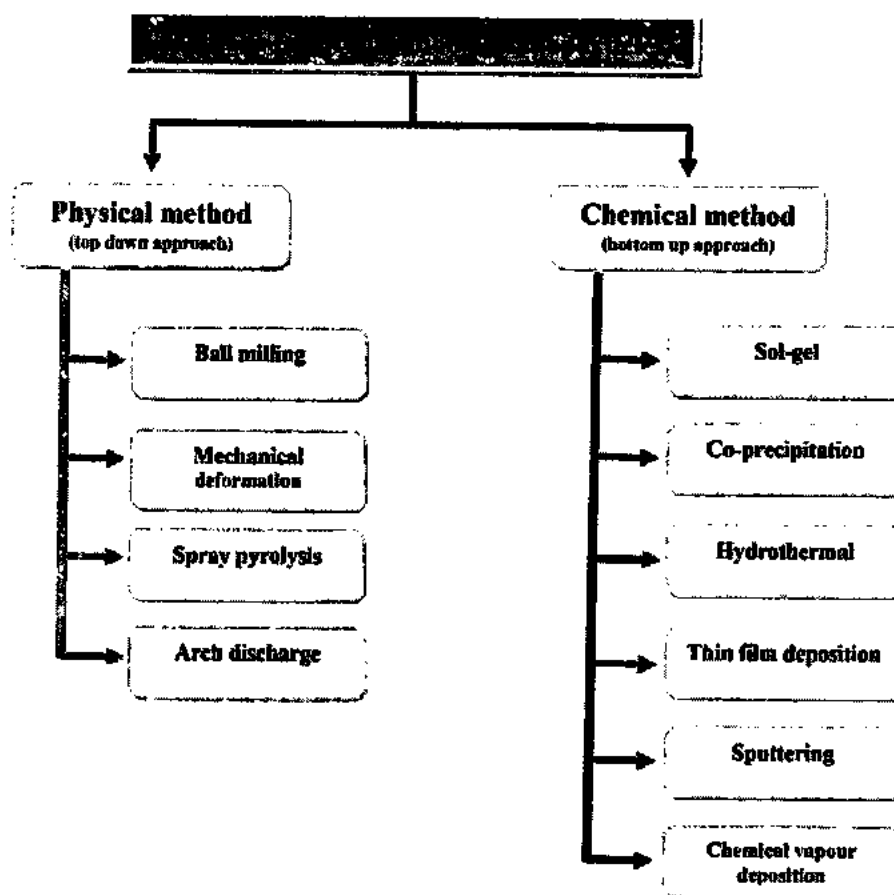 Physical method
(top down approach)
Ball milling
Mechanical
deformation
Spray pyrolysis
Arch discharge
Chemical method
(bottom up approach)
Sol-gel
Co-precipitation
Hydrothermal
Thin film deposition
Sputtering
Chemical vapour
deposition